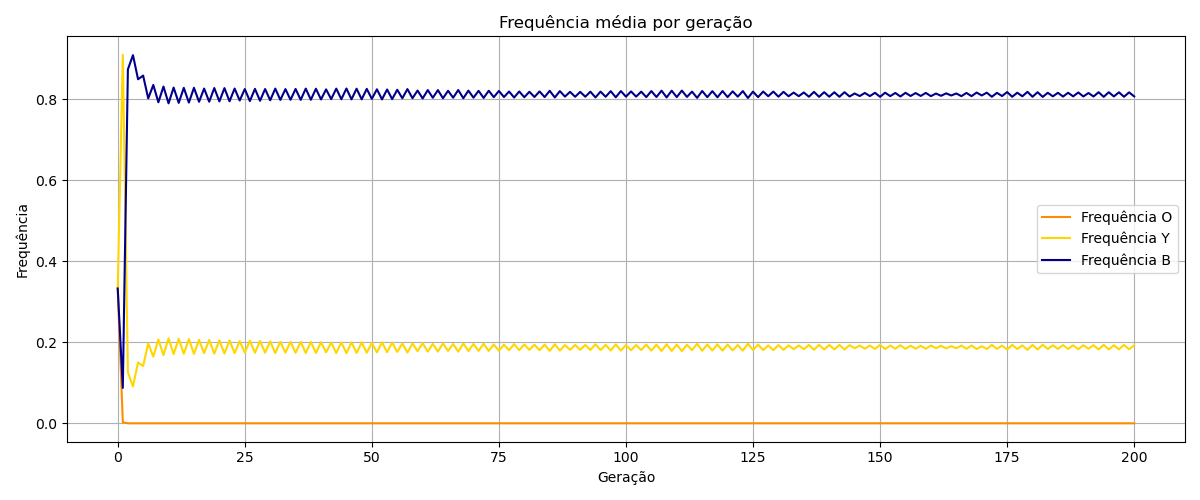 Frequência média por geração
Frequência
0.8
0.6
0.4
0.2
0.0
Frequência O
Frequência Y
Frequência B
0 25 50 75 100 125 150 175 200
Geração